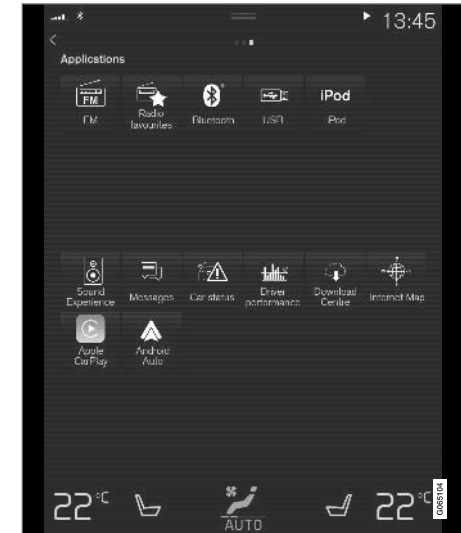 13:45
Applications
FM
FM
Radio
favourites
Bluetooth
USB
iPod
iPod
Sound
Experience
Messages
Car status
Driver
performance
Download
Centre
Internet Map
Apple
CarPlay
Android
Auto
22°C
AUTO
22°C
G065104